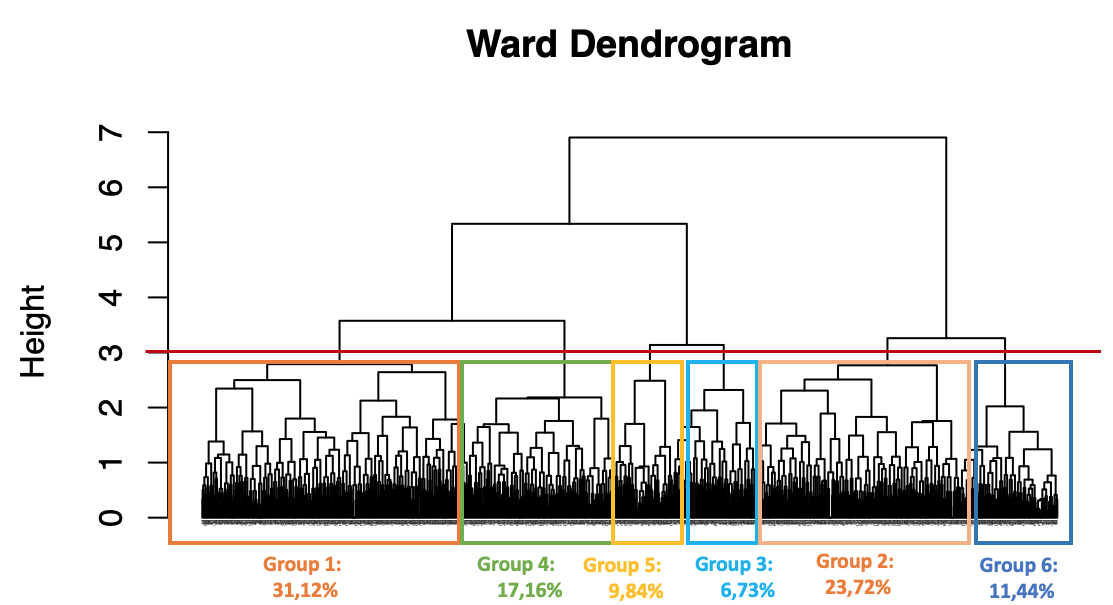 Ward Dendrogram
Height
7
6
5
4
3
2
1
0
Group 1:
31,12%
Group 4:
17,16%
Group 5:
9,84%
Group 3:
6,73%
Group 2:
23,72%
Group 6:
11,44%